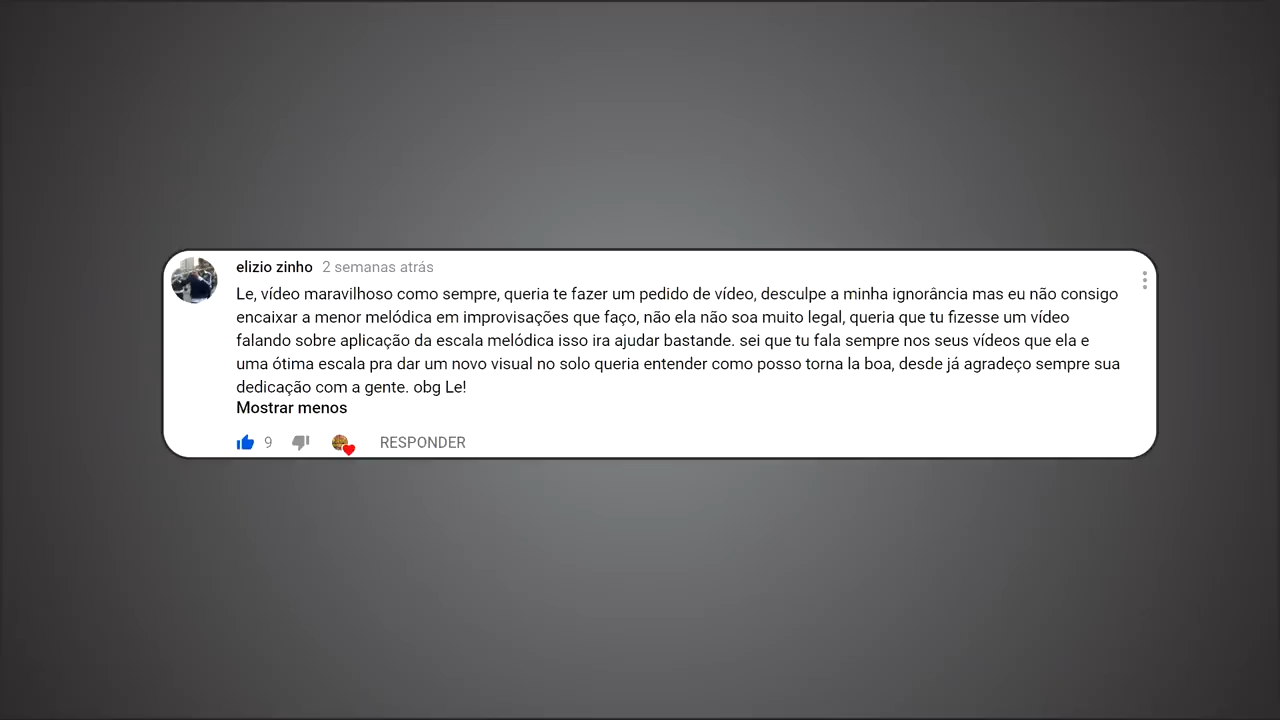 elizio zinho 2 semanas atrás
Le, vídeo maravilhoso como sempre, queria te fazer um pedido de vídeo, desculpe a minha ignorância mas eu não consigo
encaixar a menor melódica em improvisações que faço, não ela não soa muito legal, queria que tu fizesse um vídeo
falando sobre aplicação da escala melódica isso ira ajudar bastande. sei que tu fala sempre nos seus vídeos que ela e
uma ótima escala pra dar um novo visual no solo queria entender como posso torna la boa, desde já agradeço sempre sua
dedicação com a gente. obg Le!
Mostrar menos
9 RESPONDER